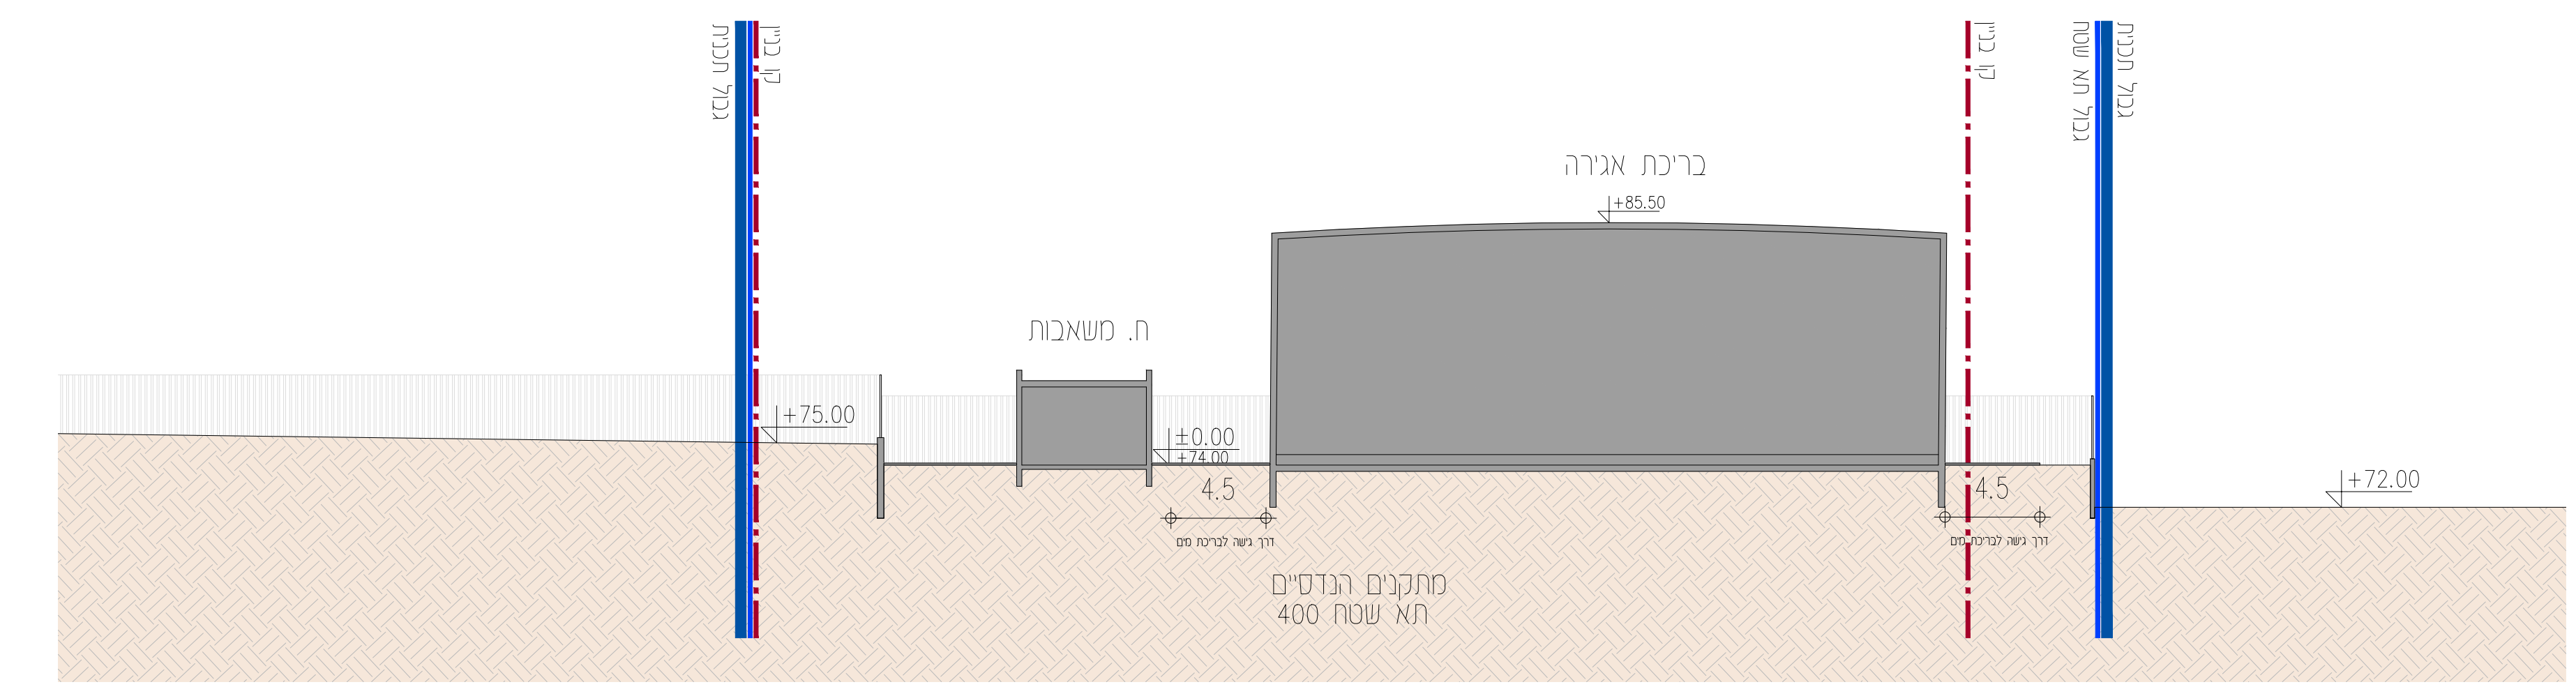 גבול תכנית
קו בנין
קו בנין
גבול תא שטח
גבול תכנית
בריכת אגירה
+85.50
ח. משאבות
+75.00
±0.00
+74.00
4.5
דרך גישה לבריכת מים
4.5
דרך גישה לבריכת מים
+72.00
מתקנים הנדסיים
תא שטח 400